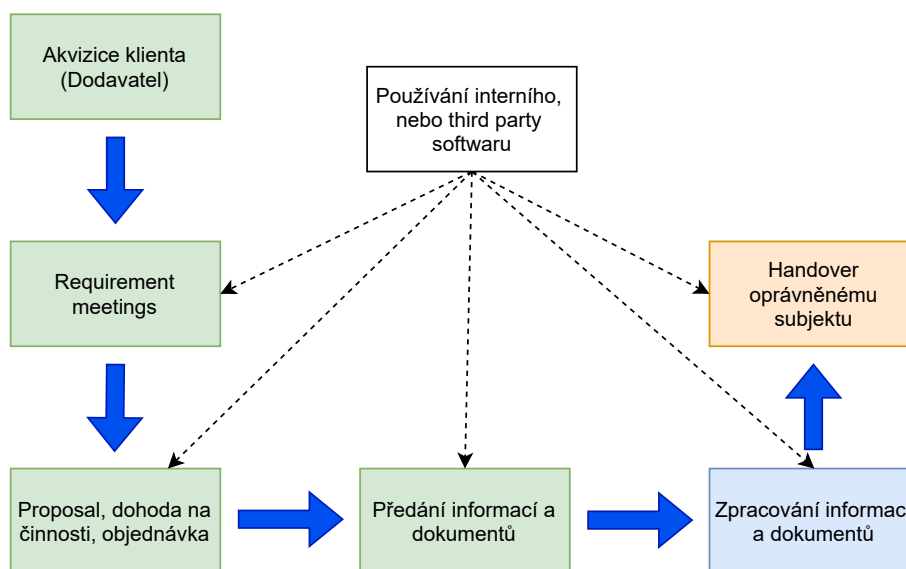 Akvizice klienta
(Dodavatel)
Používání interního,
nebo third party
softwaru
Requirement
meetings
Handover
oprávněnému
subjektu
Proposal, dohoda na
činnosti, objednávka
Předání informací a
dokumentů
Zpracování informac
a dokumentů